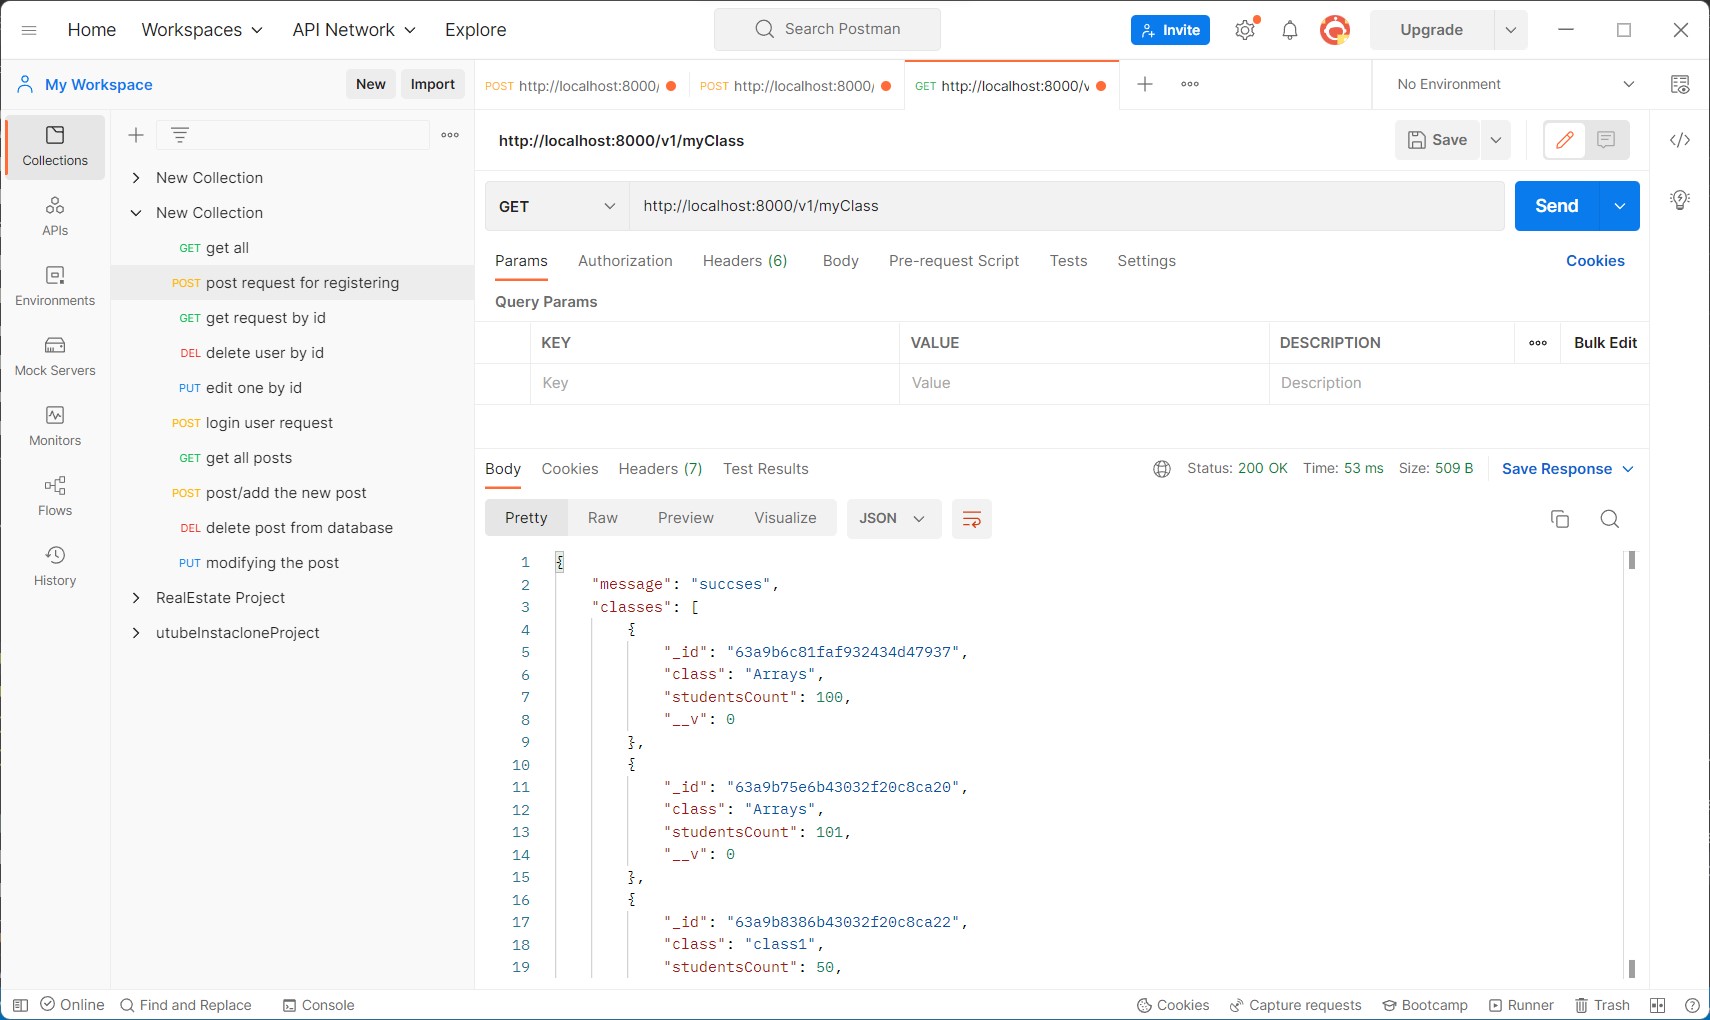 Home Workspaces API Network Explore Search Postman Invite Upgrade
My Workspace New Import POST http://localhost:8000/ POST http://localhost:8000/ GET http://localhost:8000/v No Environment
Collections
APIs
Environments
Mock Servers
Monitors
Flows
History
New Collection
New Collection
GET get all
POST post request for registering
GET get request by id
DEL delete user by id
PUT edit one by id
POST login user request
GET get all posts
POST post/add the new post
DEL delete post from database
PUT modifying the post
RealEstate Project
utubeInstacloneProject
http://localhost:8000/v1/myClass Save
GET http://localhost:8000/v1/myClass Send
Params Authorization Headers (6) Body Pre-request Script Tests Settings Cookies
Query Params
KEY VALUE DESCRIPTION Bulk Edit
Key Value Description
Body Cookies Headers (7) Test Results Status: 200 OK Time: 53 ms Size: 509 B Save Response
Pretty Raw Preview Visualize JSON
1 {
2 "message": "succses",
3 "classes": [
4 {
5 "_id": "63a9b6c81faf932434d47937",
6 "class": "Arrays",
7 "studentsCount": 100,
8 "__v": 0
9 },
10 {
11 "_id": "63a9b75e6b43032f20c8ca20",
12 "class": "Arrays",
13 "studentsCount": 101,
14 "__v": 0
15 },
16 {
17 "_id": "63a9b8386b43032f20c8ca22",
18 "class": "class1",
19 "studentsCount": 50,
Online Find and Replace Console Cookies Capture requests Bootcamp Runner Trash